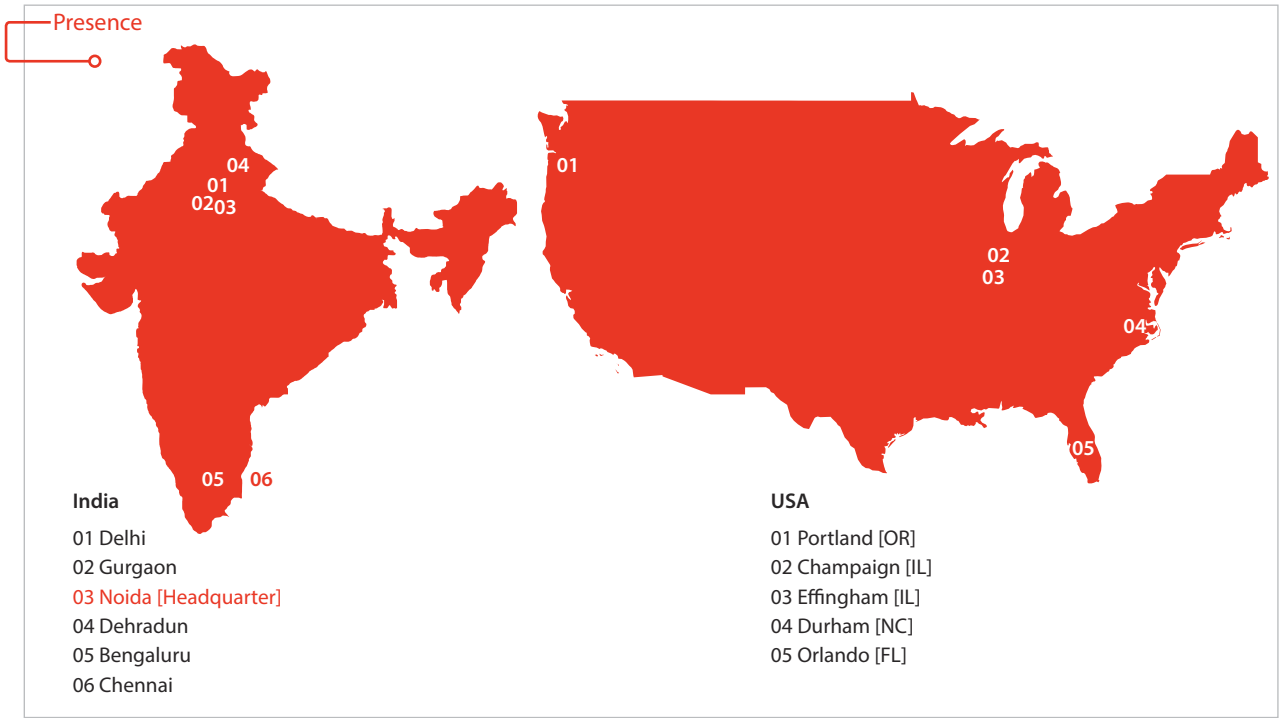 Presence
04
01
01
02 03
02
03
04
05
05 06
India
01 Delhi
02 Gurgaon
03 Noida [Headquarter]
04 Dehradun
05 Bengaluru
06 Chennai
USA
01 Portland [OR]
02 Champaign [IL]
03 Effingham [IL]
04 Durham [NC]
05 Orlando [FL]